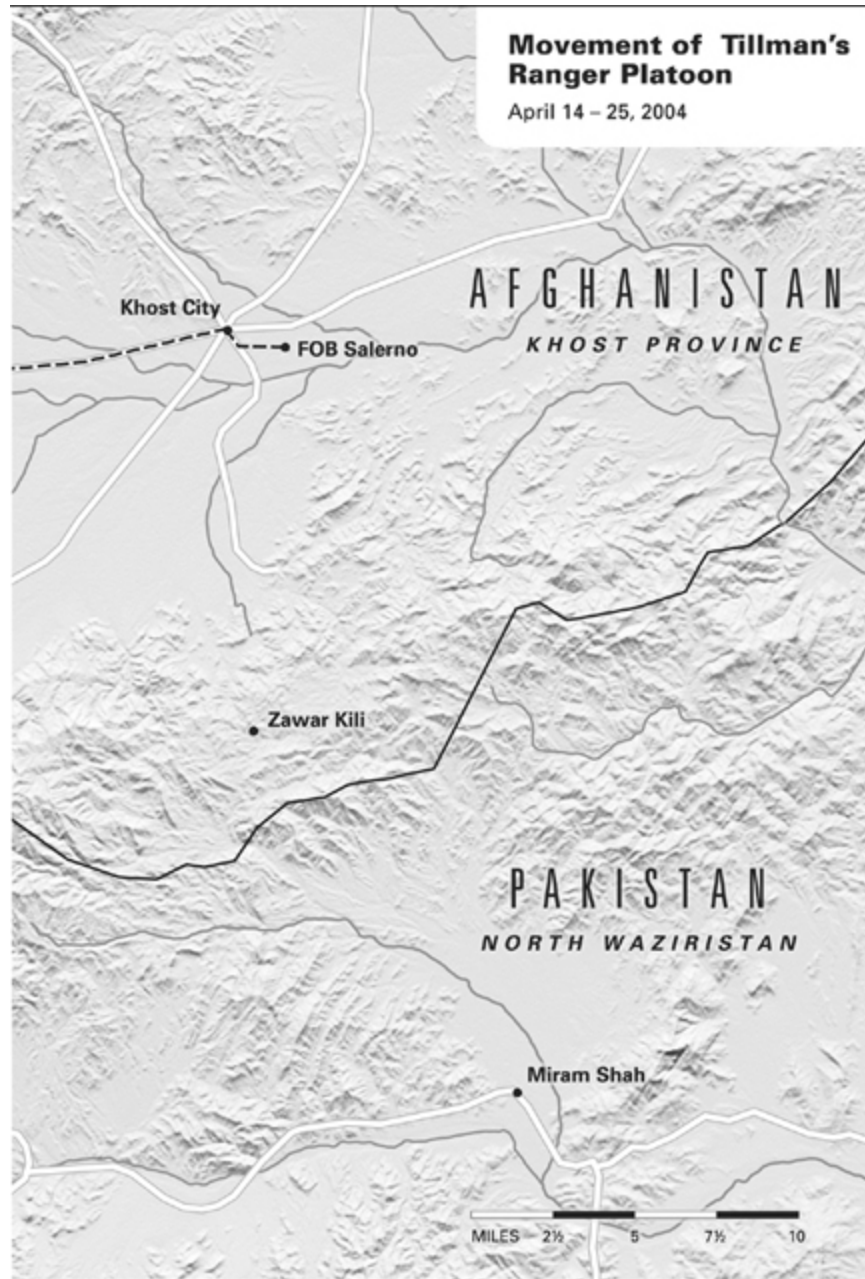 Movement of Tillman's
Ranger Platoon
April 14 – 25, 2004
AFGHANISTAN
KHOST PROVINCE
Khost City
FOB Salerno
Zawar Kili
PAKISTAN
NORTH WAZIRISTAN
Miram Shah
MILES 2½ 5 7½ 10